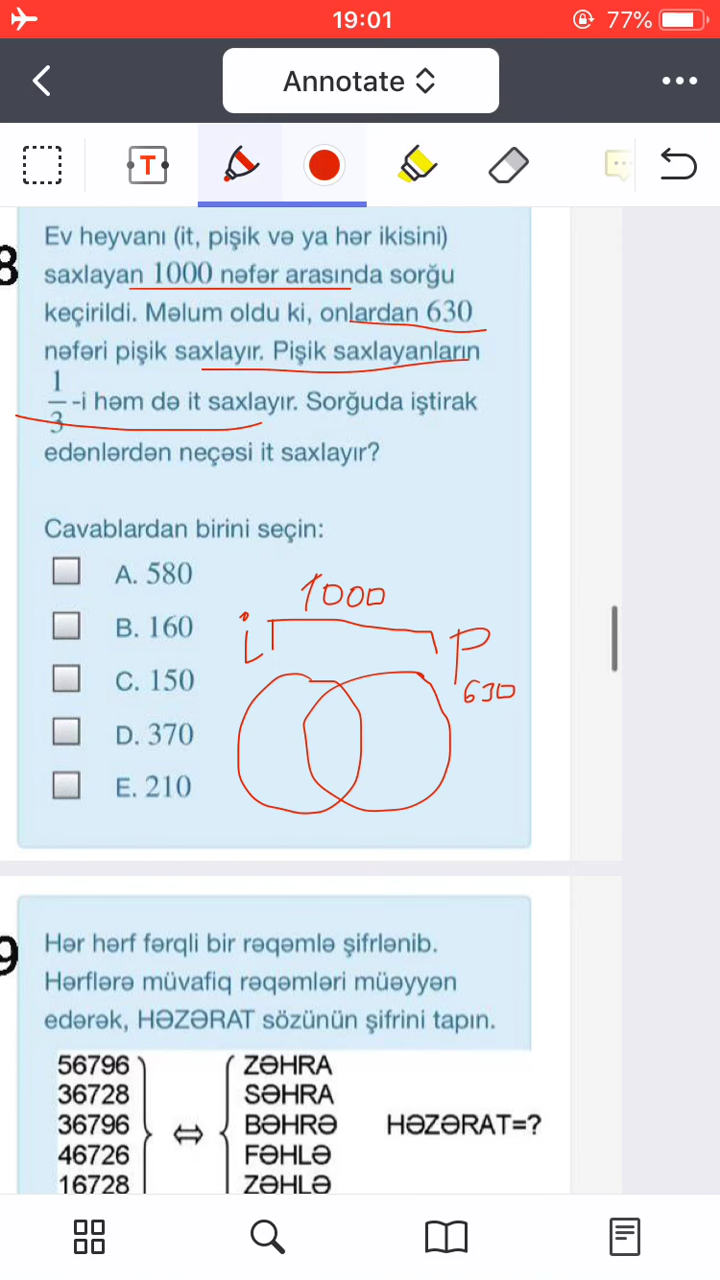 19:01
77%
Annotate
T
8
Ev heyvanı (it, pişik və ya hər ikisini)
saxlayan 1000 nəfər arasında sorğu
keçirildi. Məlum oldu ki, onlardan 630
nəfəri pişik saxlayır. Pişik saxlayanların
1/3-i həm də it saxlayır. Sorğuda iştirak
edənlərdən neçəsi it saxlayır?
Cavablardan birini seçin:
A. 580
B. 160
C. 150
D. 370
E. 210
1000
i
P
630
9
Hər hərf fərqli bir rəqəmlə şifrlənib.
Hərflərə müvafiq rəqəmləri müəyyən
edərək, HƏZƏRAT sözünün şifrini tapın.
56796 ZƏHRA
36728 SƏHRA
36796 BƏHRƏ HƏZƏRAT=?
46726 FƏHLƏ
16728 ZƏHLƏ